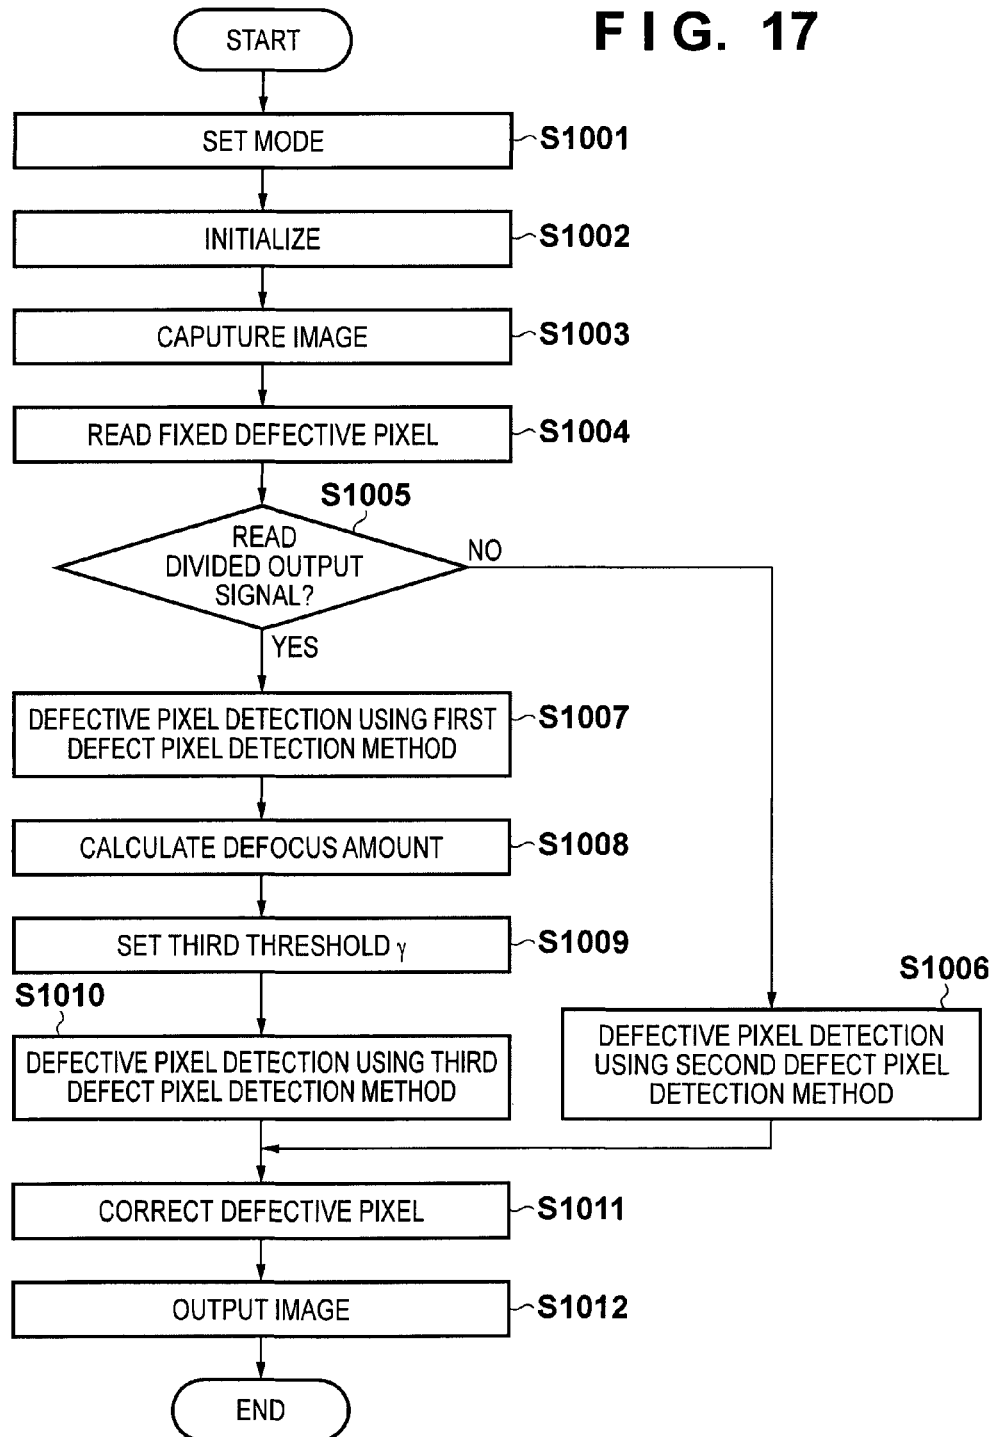 FIG. 17
START
SET MODE
S1001
INITIALIZE
S1002
CAPUTURE IMAGE
S1003
READ FIXED DEFECTIVE PIXEL
S1004
S1005
READ
DIVIDED OUTPUT
SIGNAL?
NO
YES
DEFECTIVE PIXEL DETECTION USING FIRST
DEFECT PIXEL DETECTION METHOD
S1007
CALCULATE DEFOCUS AMOUNT
S1008
SET THIRD THRESHOLD γ
S1009
S1010
DEFECTIVE PIXEL DETECTION USING THIRD
DEFECT PIXEL DETECTION METHOD
S1006
DEFECTIVE PIXEL DETECTION
USING SECOND DEFECT PIXEL
DETECTION METHOD
CORRECT DEFECTIVE PIXEL
S1011
OUTPUT IMAGE
S1012
END